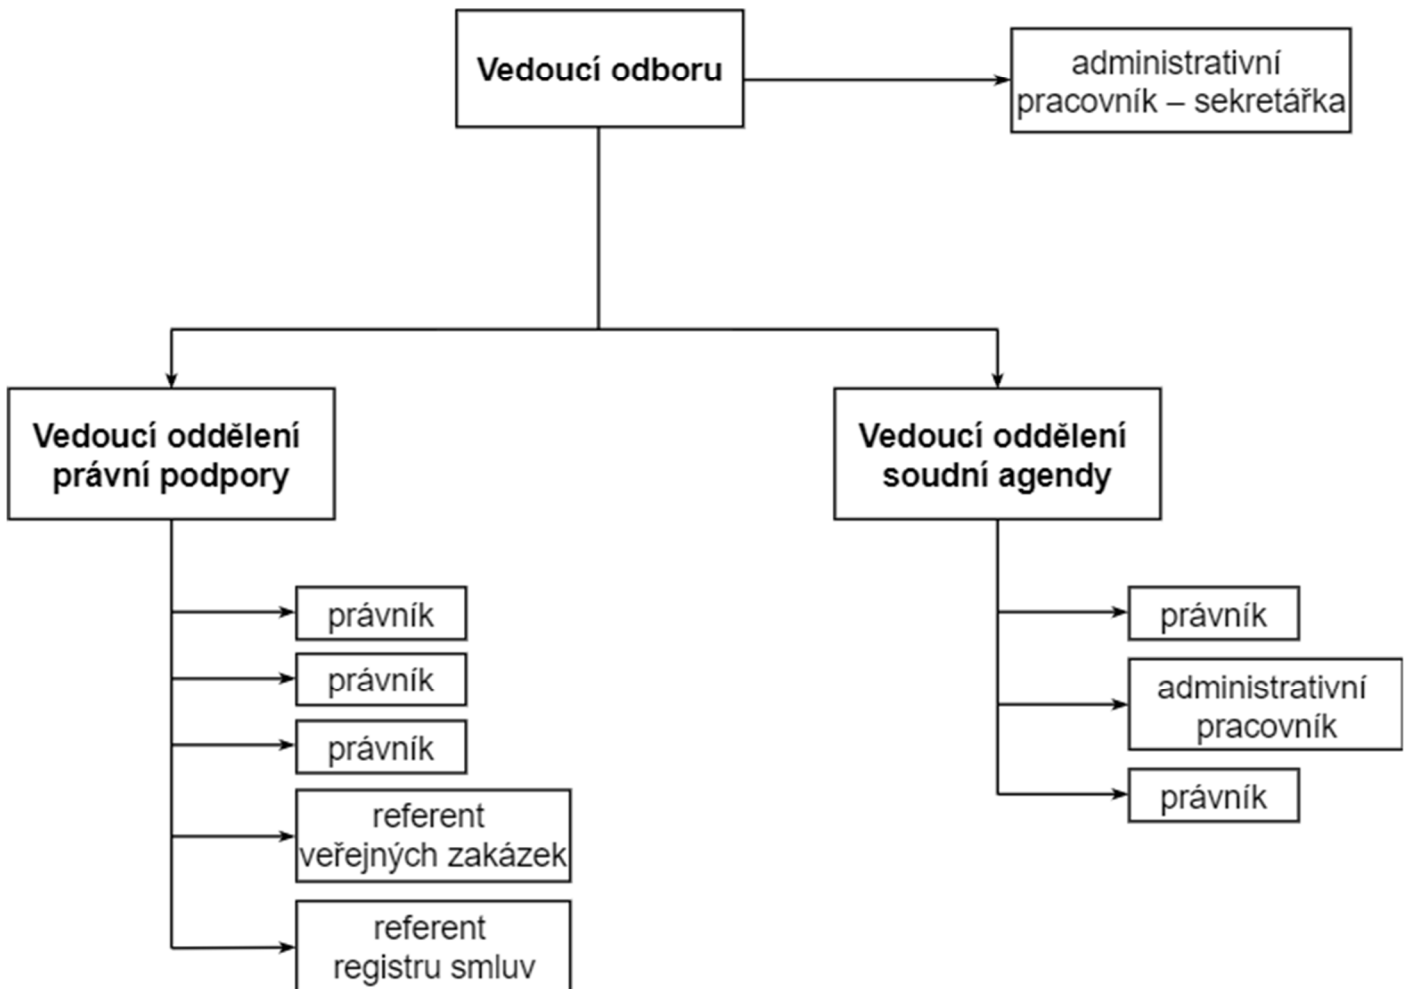 Vedoucí odboru
administrativní
pracovník – sekretářka
Vedoucí oddělení
právní podpory
právník
právník
právník
referent
veřejných zakázek
referent
registru smluv
Vedoucí oddělení
soudní agendy
právník
administrativní
pracovník
právník